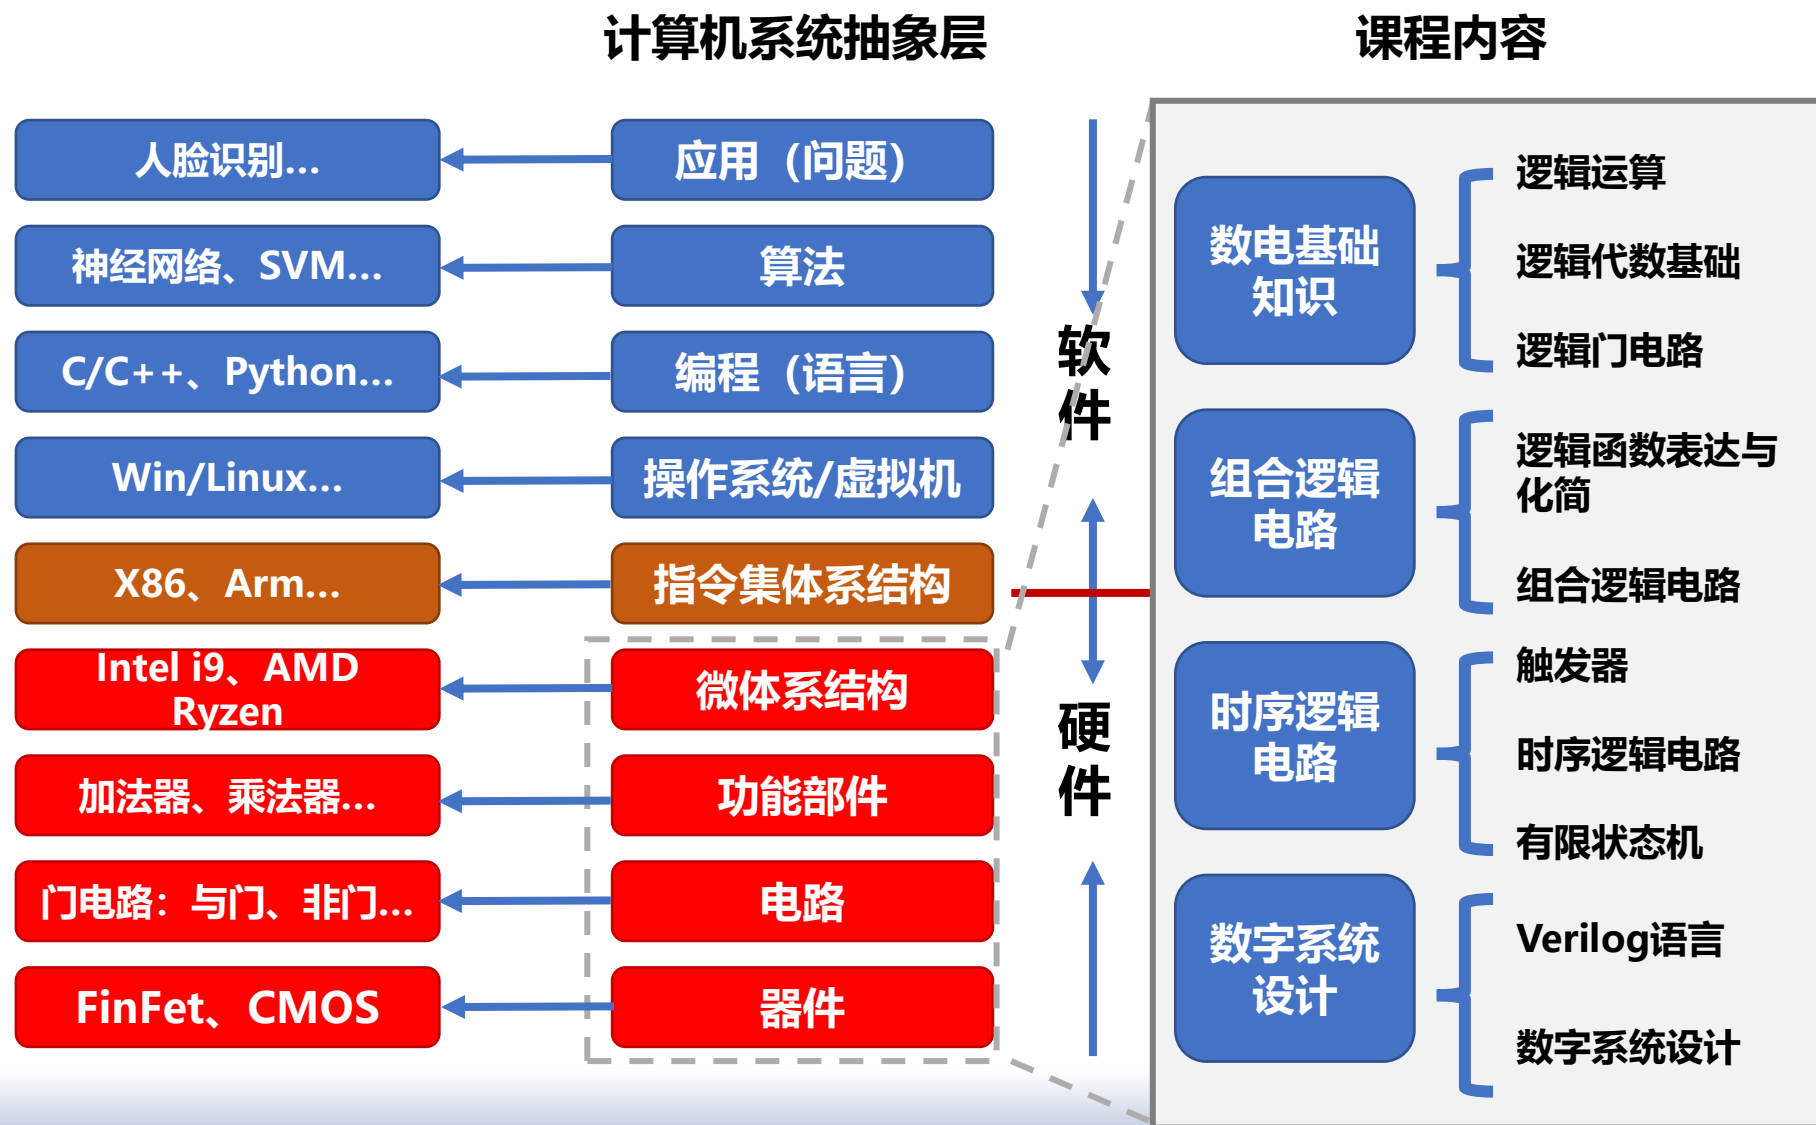 计算机系统抽象层
课程内容
人脸识别...
应用（问题）
神经网络、SVM...
算法
C/C++、Python...
编程（语言）
Win/Linux...
操作系统/虚拟机
X86、Arm...
指令集体系结构
Intel i9、AMD
Ryzen
微体系结构
加法器、乘法器...
功能部件
门电路：与门、非门...
电路
FinFet、CMOS
器件
软
件
硬
件
数电基础
知识
逻辑运算
逻辑代数基础
逻辑门电路
组合逻辑
电路
逻辑函数表达与
化简
组合逻辑电路
时序逻辑
电路
触发器
时序逻辑电路
有限状态机
数字系统
设计
Verilog语言
数字系统设计